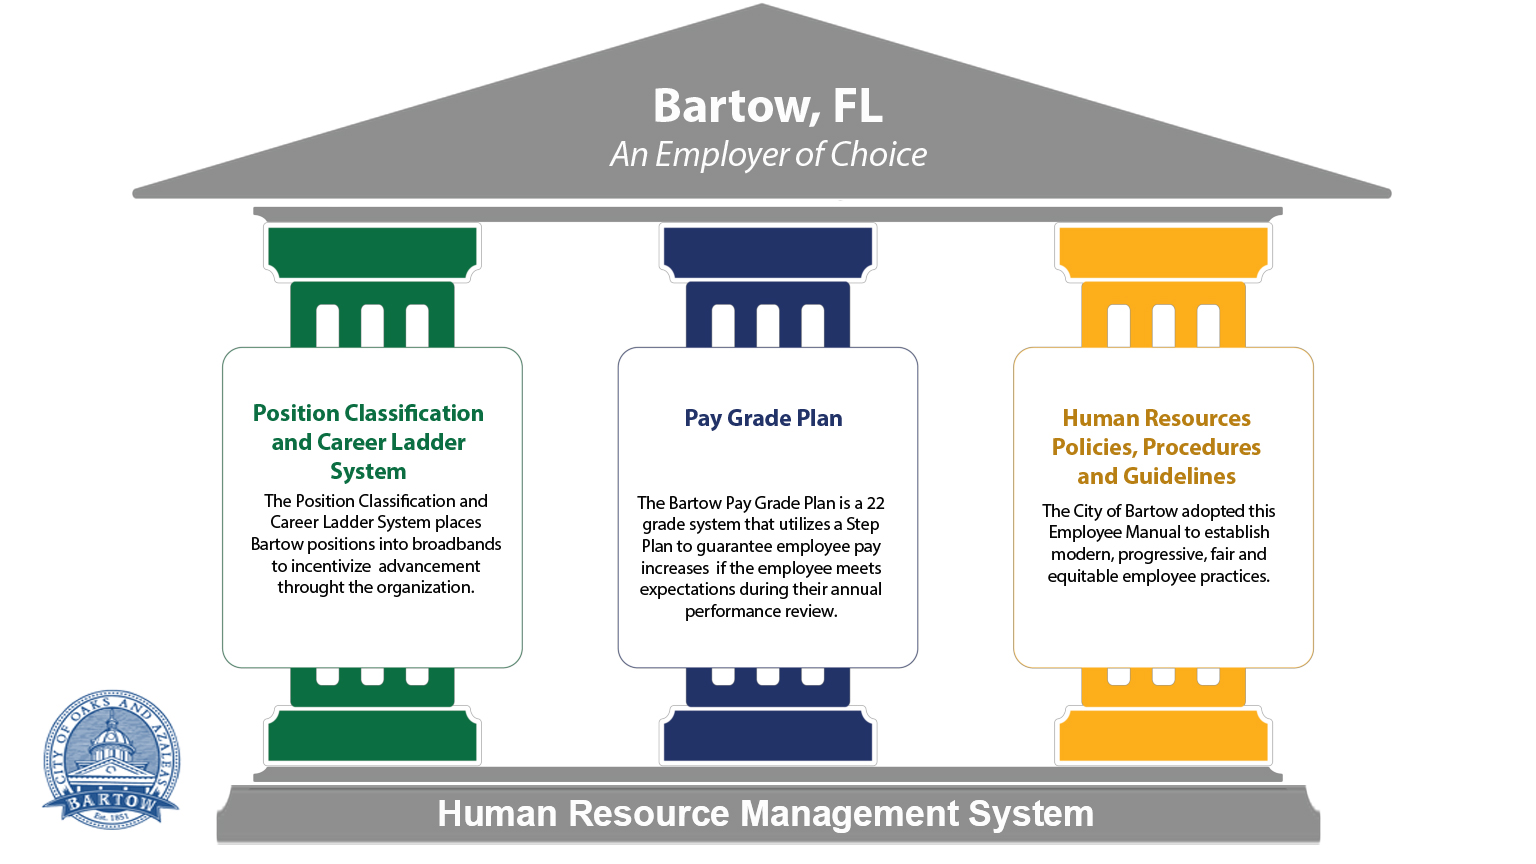 Bartow, FL
An Employer of Choice
Position Classification
and Career Ladder
System
The Position Classification and
Career Ladder System places
Bartow positions into broadbands
to incentivize  advancement
throught the organization.
Pay Grade Plan
The Bartow Pay Grade Plan is a 22
grade system that utilizes a Step
Plan to guarantee employee pay
increases  if the employee meets
expectations during their annual
performance review.
Human Resources
Policies, Procedures
and Guidelines
The City of Bartow adopted this
Employee Manual to establish
modern, progressive, fair and
equitable employee practices.
CITY OF OAKS AND AZALEAS
BARTOW
Est. 1851
Human Resource Management System